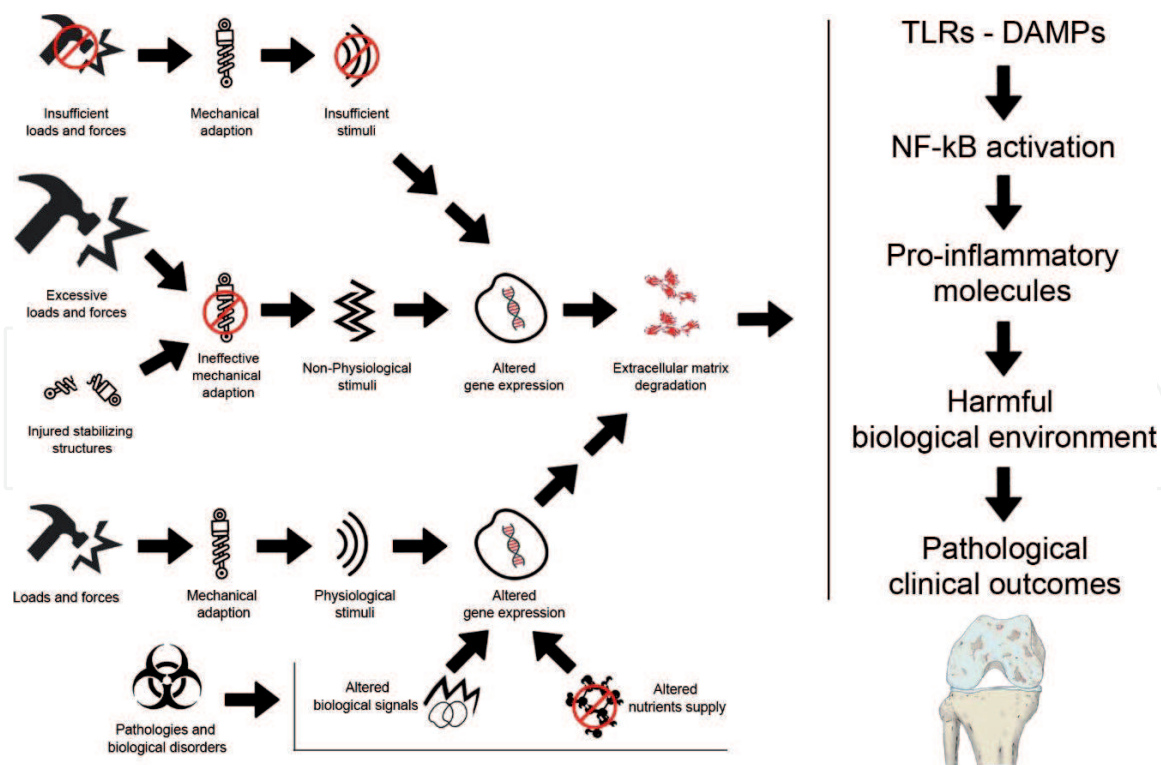 Insufficient
loads and forces
Mechanical
adaption
Insufficient
stimuli
Excessive
loads and forces
Injured stabilizing
structures
Ineffective
mechanical
adaption
Non-Physiological
stimuli
Altered
gene expression
Extracellular matrix
degradation
Loads and forces
Mechanical
adaption
Physiological
stimuli
Altered
gene expression
Pathologies and
biological disorders
Altered
biological signals
Altered
nutrients supply
TLRs - DAMPs
NF-kB activation
Pro-inflammatory
molecules
Harmful
biological environment
Pathological
clinical outcomes